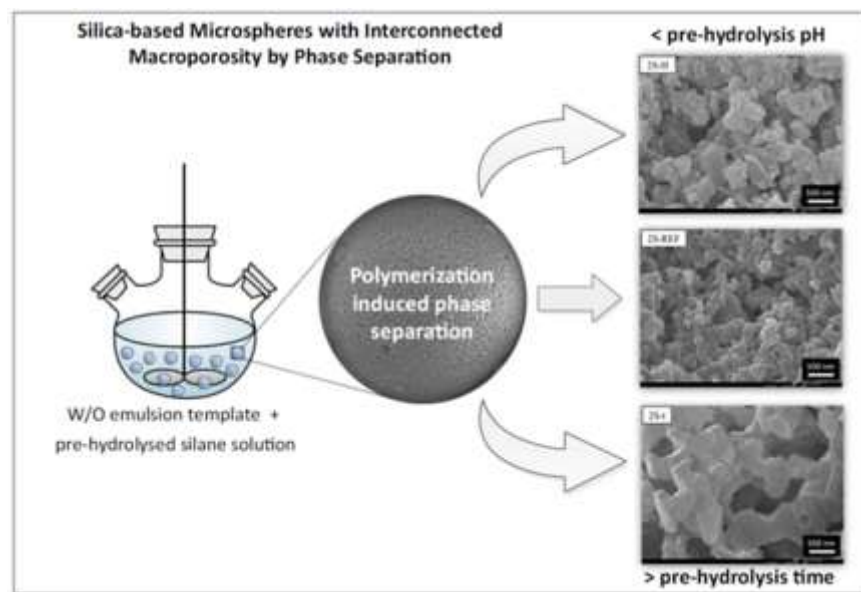 Silica-based Microspheres with Interconnected
Macroporosity by Phase Separation
< pre-hydrolysis pH
Polymerization
induced phase
separation
W/O emulsion template +
pre-hydrolysed silane solution
> pre-hydrolysis time